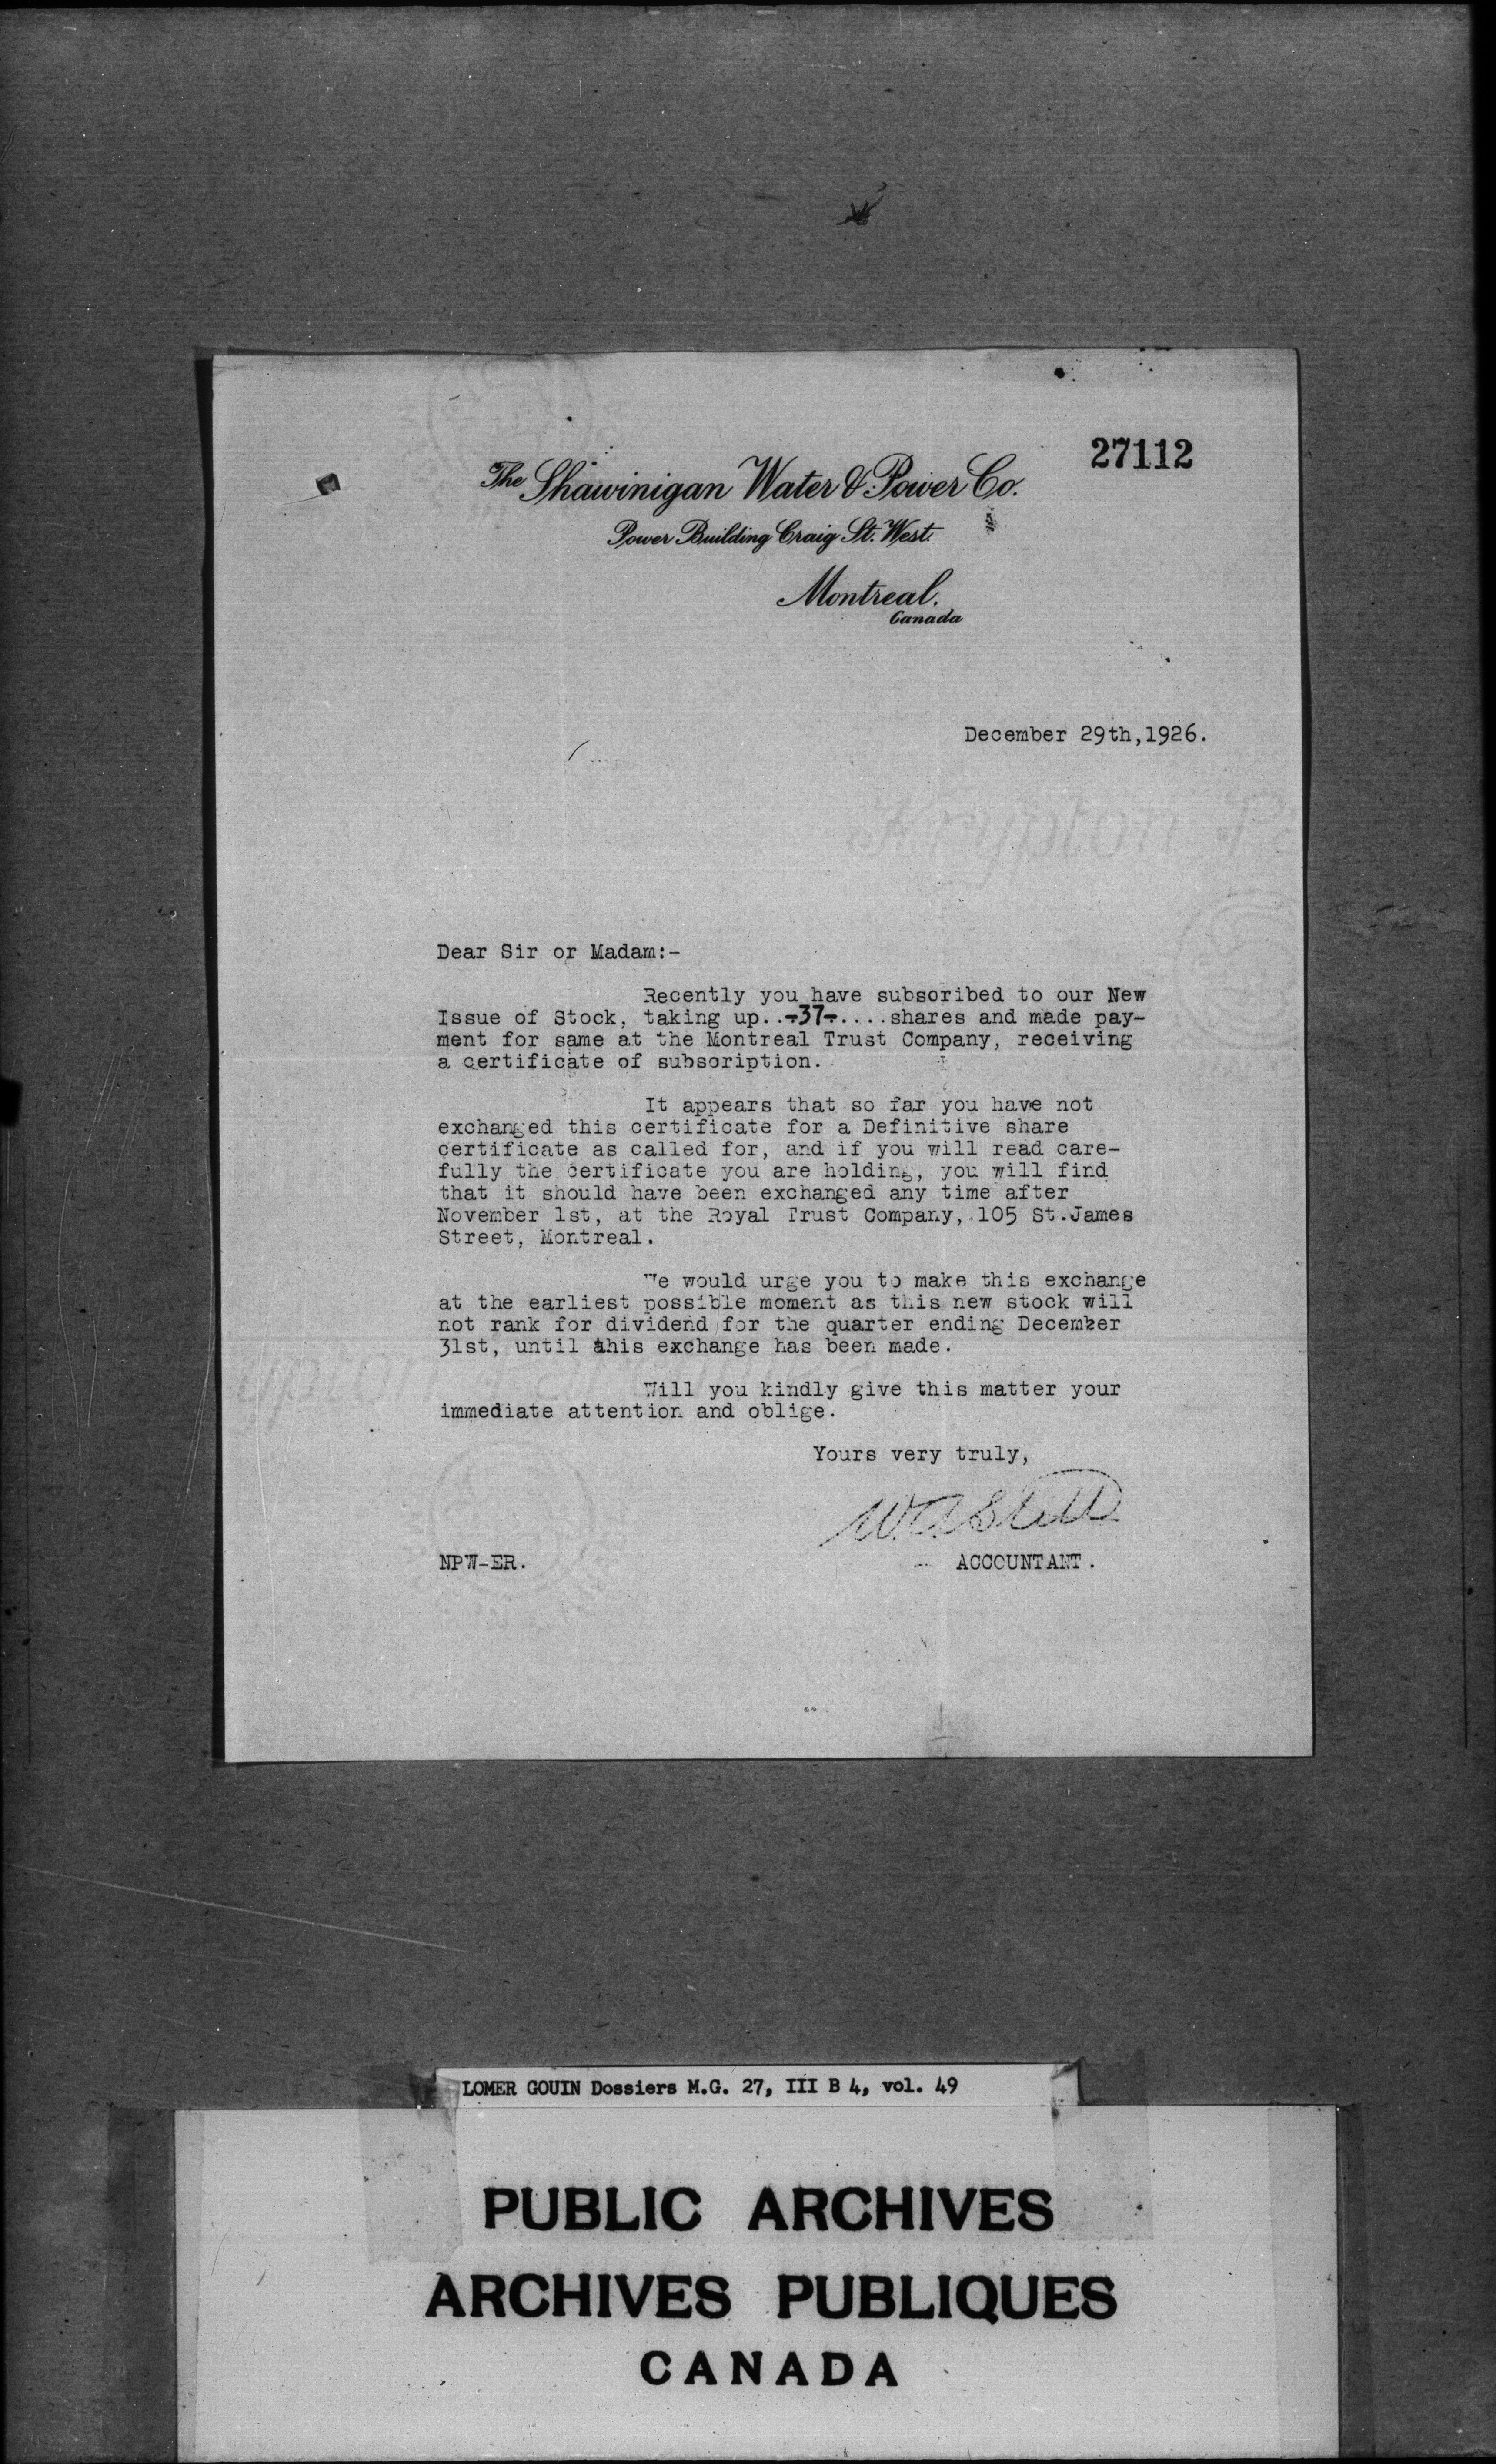 27112
The Shawinigan Water & Power Co.
Power Building Craig St. West.
Montreal.
Canada
December 29th, 1926.
Dear Sir or Madam:-
Recently you have subscribed to our New
Issue of Stock, taking up..-37-....shares and made pay-
ment for same at the Montreal Trust Company, receiving
a certificate of subscription.
It appears that so far you have not
exchanged this certificate for a Definitive share
certificate as called for, and if you will read care-
fully the certificate you are holding, you will find
that it should have been exchanged any time after
November 1st, at the Royal Trust Company, 105 St.James
Street, Montreal.
We would urge you to make this exchange
at the earliest possible moment as this new stock will
not rank for dividend for the quarter ending December
31st, until this exchange has been made.
Will you kindly give this matter your
immediate attention and oblige.
Yours very truly,
NPW-ER.
ACCOUNTANT.
LOMER GOUIN Dossiers M.G. 27, III B 4, vol. 49
PUBLIC ARCHIVES
ARCHIVES PUBLIQUES
CANADA